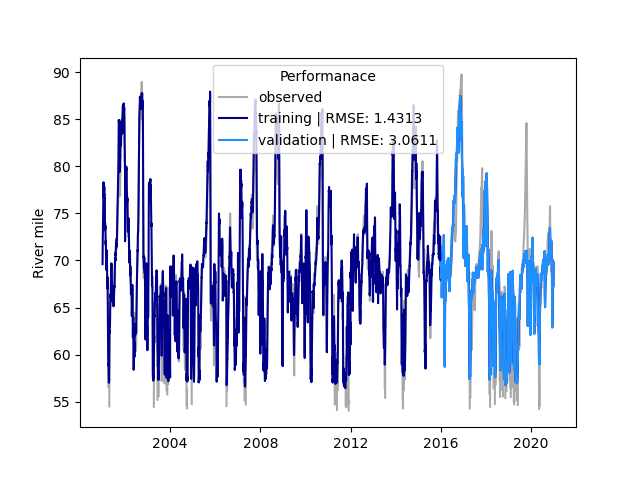 Performanace
observed
training | RMSE: 1.4313
validation | RMSE: 3.0611
River mile
90
85
80
75
70
65
60
55
2004
2008
2012
2016
2020